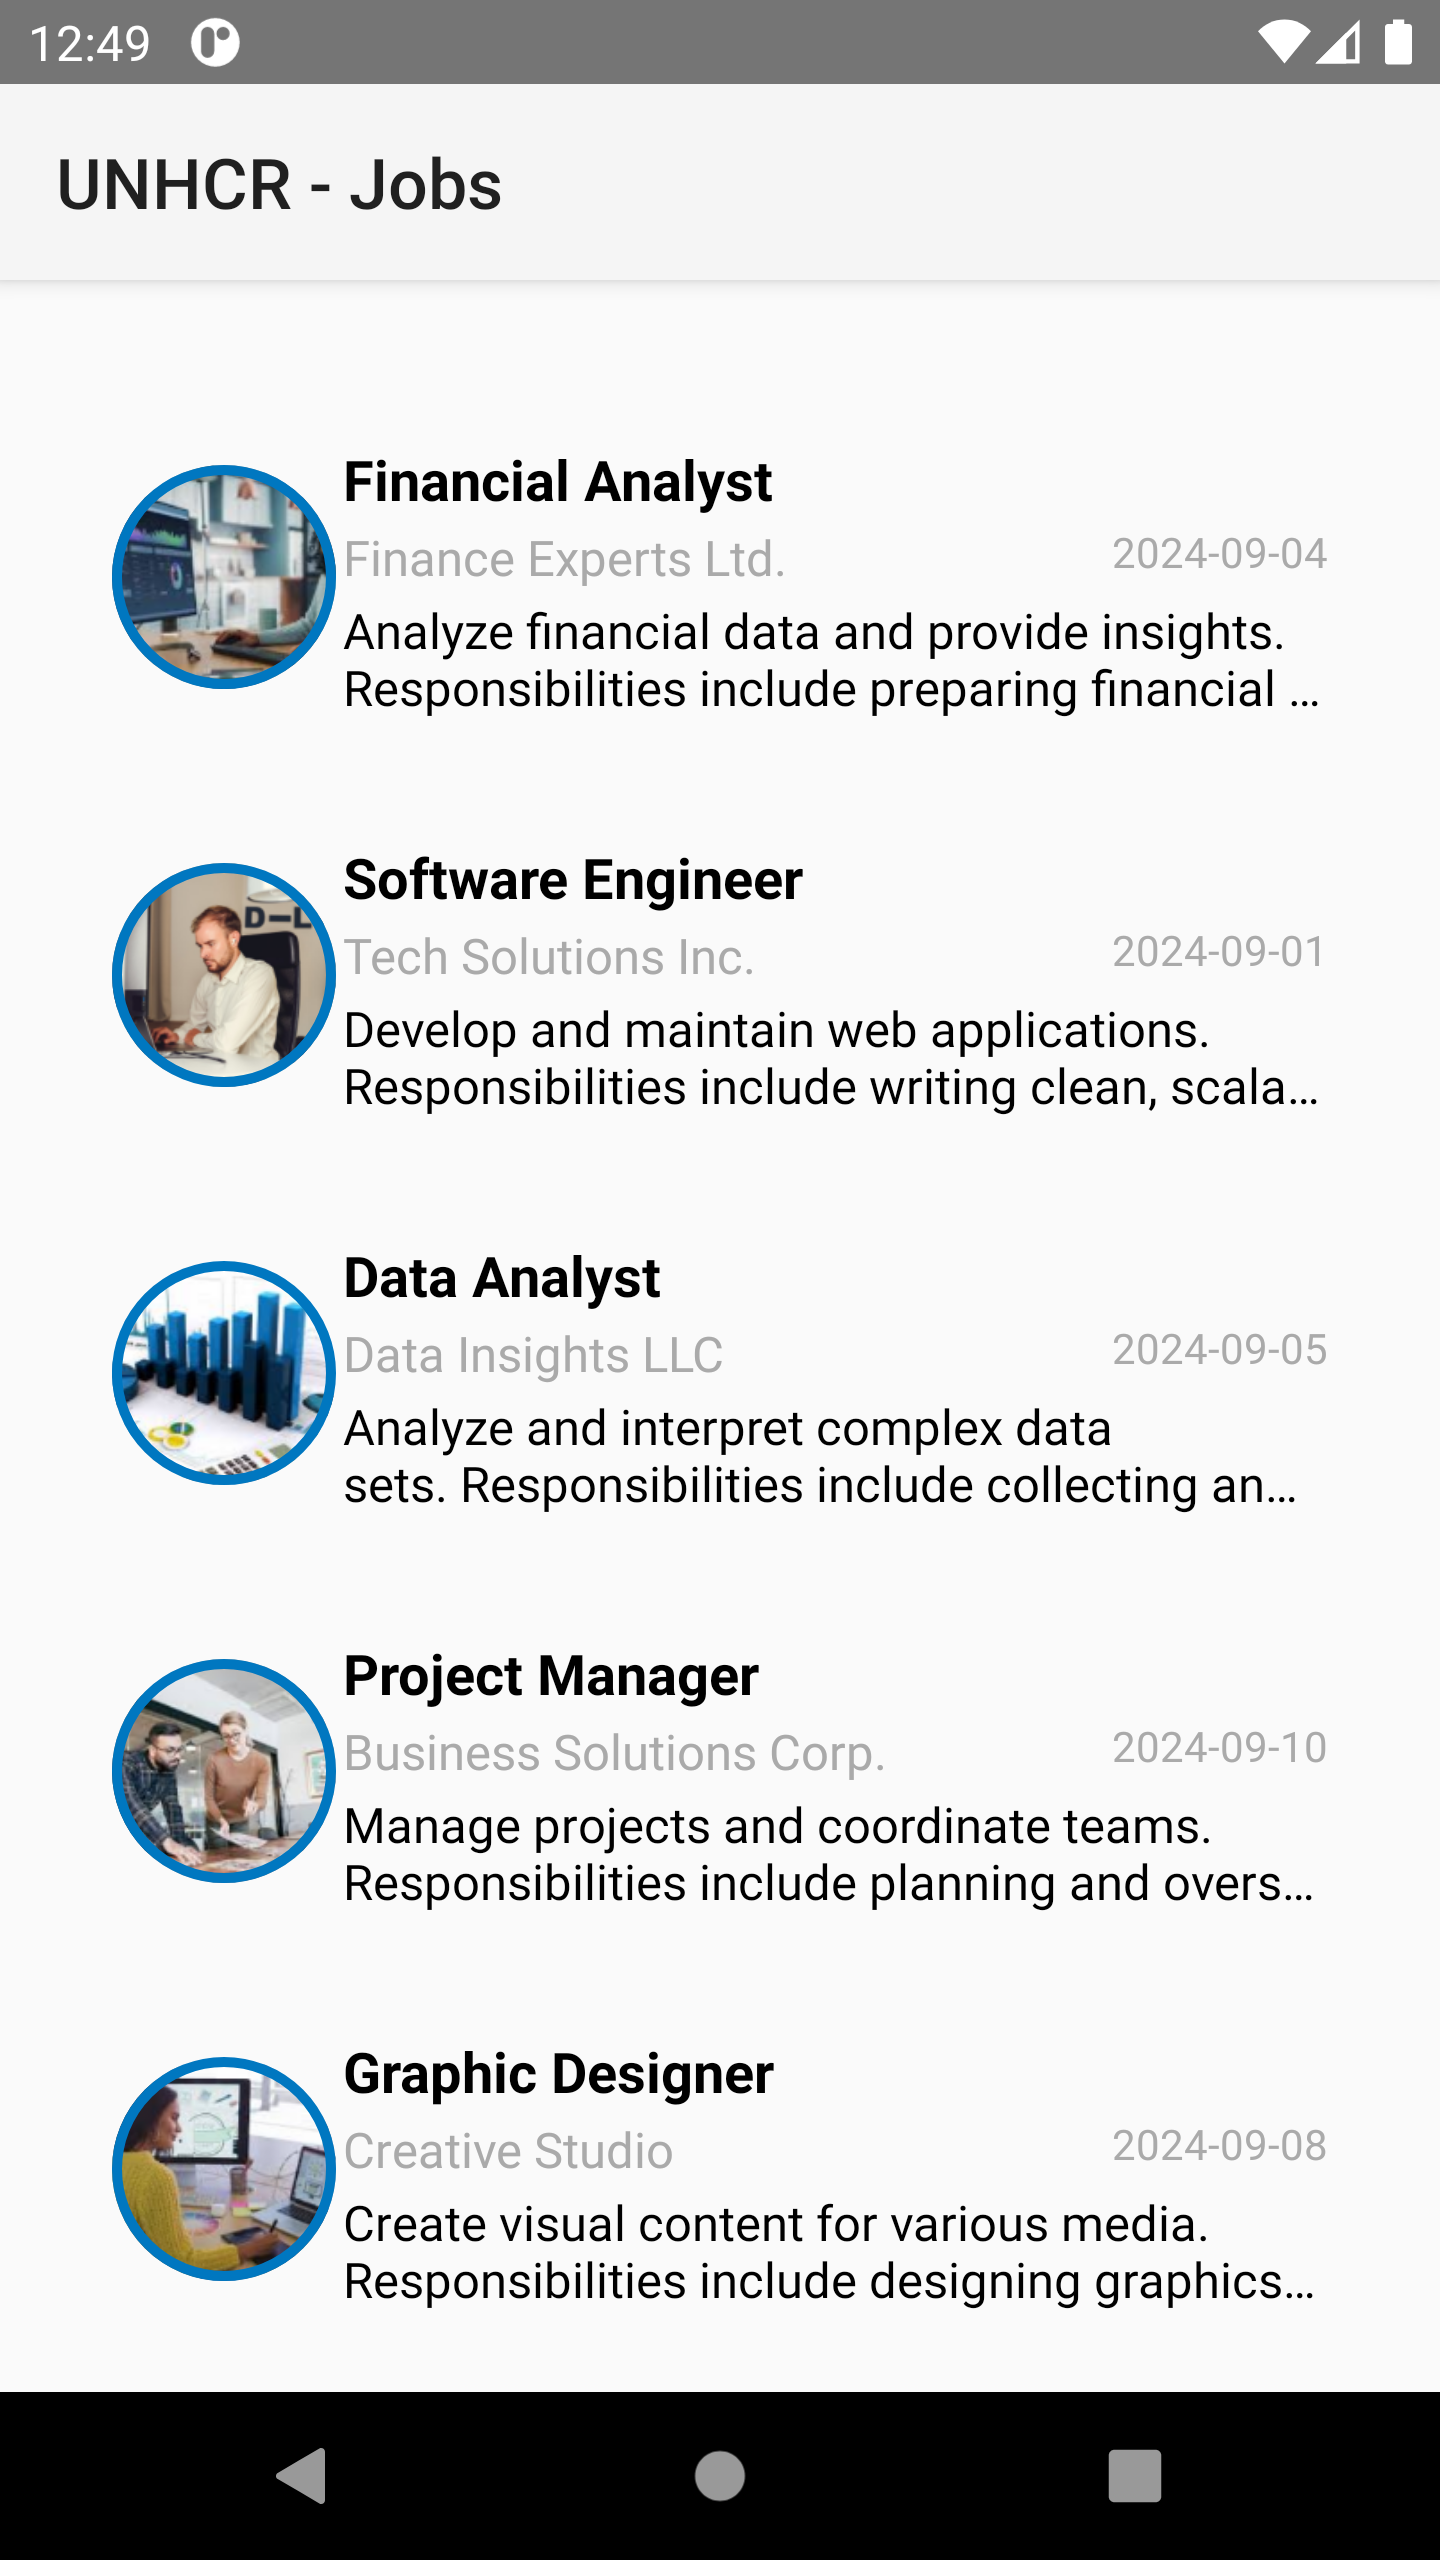 12:49
UNHCR - Jobs
Financial Analyst
Finance Experts Ltd.
2024-09-04
Analyze financial data and provide insights.
Responsibilities include preparing financial ...
Software Engineer
Tech Solutions Inc.
2024-09-01
Develop and maintain web applications.
Responsibilities include writing clean, scala...
Data Analyst
Data Insights LLC
2024-09-05
Analyze and interpret complex data
sets. Responsibilities include collecting an...
Project Manager
Business Solutions Corp.
2024-09-10
Manage projects and coordinate teams.
Responsibilities include planning and overs...
Graphic Designer
Creative Studio
2024-09-08
Create visual content for various media.
Responsibilities include designing graphics...